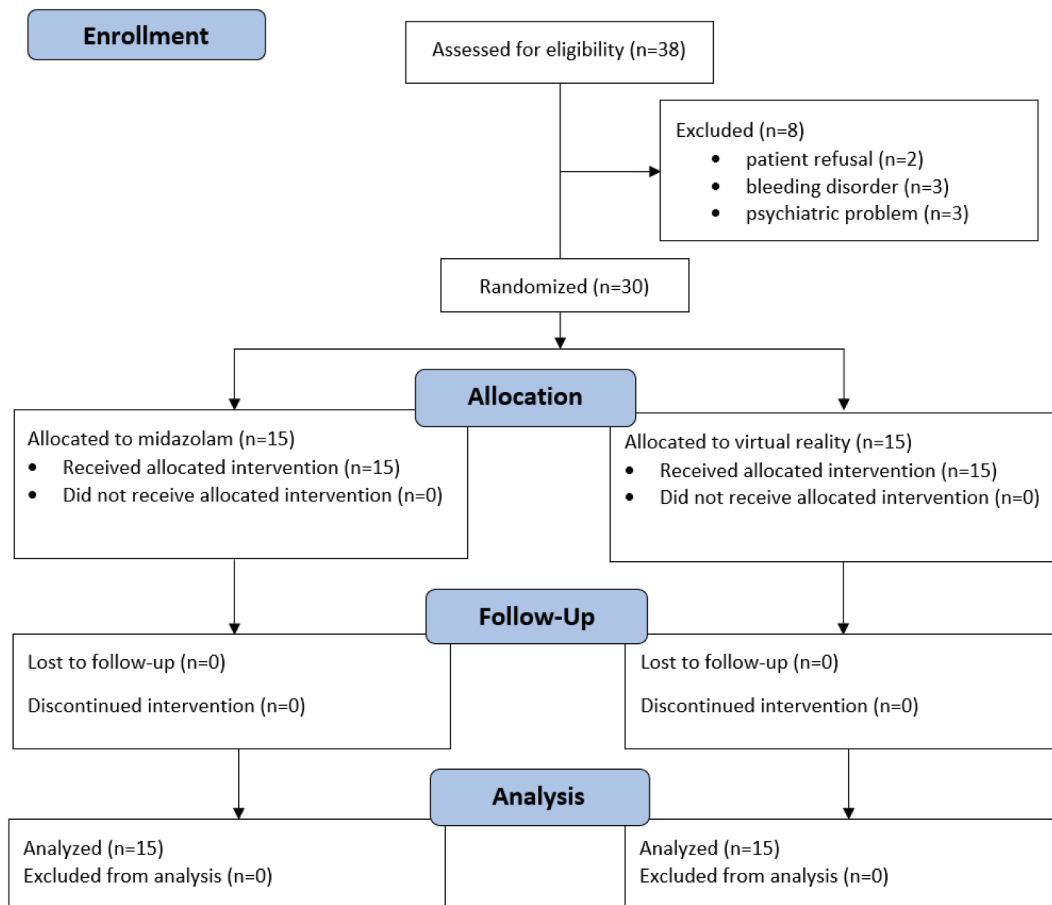 Enrollment
Assessed for eligibility (n=38)
Excluded (n=8)
• patient refusal (n=2)
• bleeding disorder (n=3)
• psychiatric problem (n=3)
Randomized (n=30)
Allocation
Allocated to midazolam (n=15)
• Received allocated intervention (n=15)
• Did not receive allocated intervention (n=0)
Allocated to virtual reality (n=15)
• Received allocated intervention (n=15)
• Did not receive allocated intervention (n=0)
Follow-Up
Lost to follow-up (n=0)
Discontinued intervention (n=0)
Lost to follow-up (n=0)
Discontinued intervention (n=0)
Analysis
Analyzed (n=15)
Excluded from analysis (n=0)
Analyzed (n=15)
Excluded from analysis (n=0)